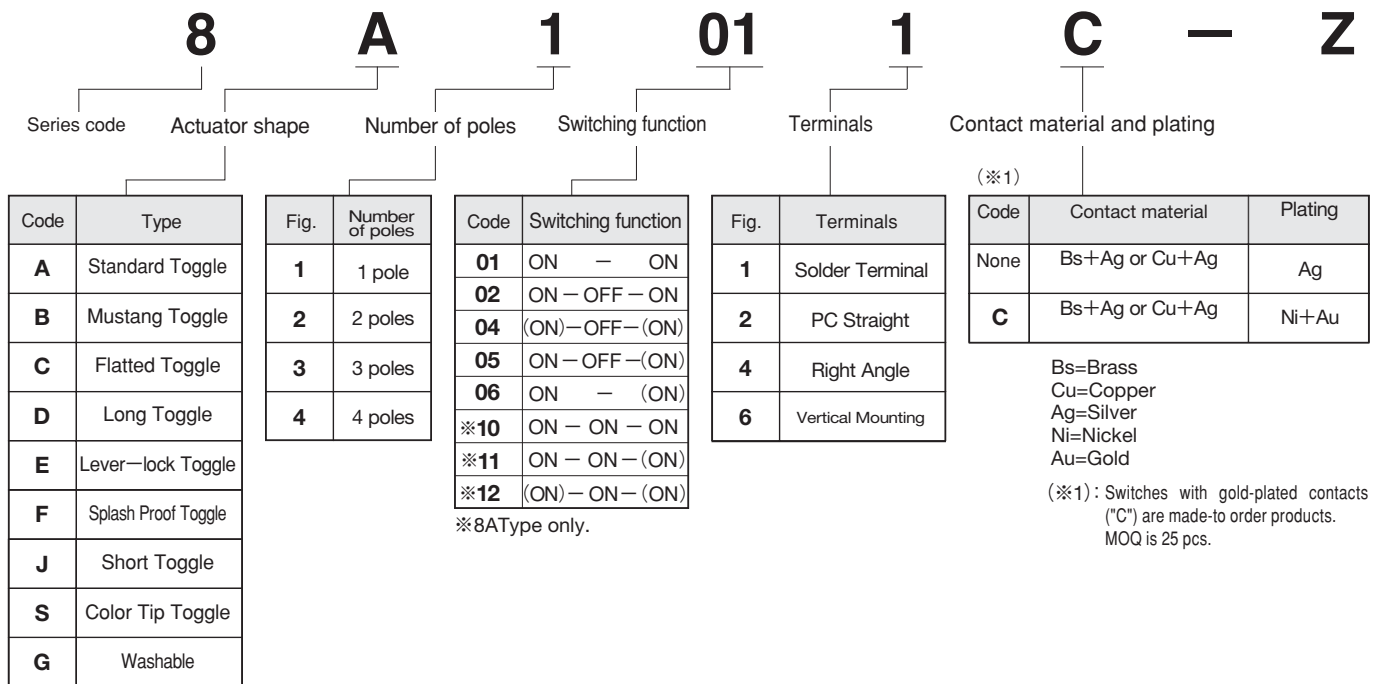 8 A 1 01 1 C － Z
Series code Actuator shape Number of poles Switching function Terminals Contact material and plating
Code Type
A Standard Toggle
B Mustang Toggle
C Flatted Toggle
D Long Toggle
E Lever－lock Toggle
F Splash Proof Toggle
J Short Toggle
S Color Tip Toggle
G Washable
Fig. Number of poles
1 1 pole
2 2 poles
3 3 poles
4 4 poles
Code Switching function
01 ON － ON
02 ON－OFF－ON
04 (ON)－OFF－(ON)
05 ON－OFF－(ON)
06 ON － (ON)
※10 ON － ON － ON
※11 ON － ON－(ON)
※12 (ON)－ON－(ON)
※8AType only.
Fig. Terminals
1 Solder Terminal
2 PC Straight
4 Right Angle
6 Vertical Mounting
(※1)
Code Contact material Plating
None Bs＋Ag or Cu＋Ag Ag
C Bs＋Ag or Cu＋Ag Ni＋Au
Bs=Brass
Cu=Copper
Ag=Silver
Ni=Nickel
Au=Gold
(※1)：Switches with gold-plated contacts
("C") are made-to order products.
MOQ is 25 pcs.